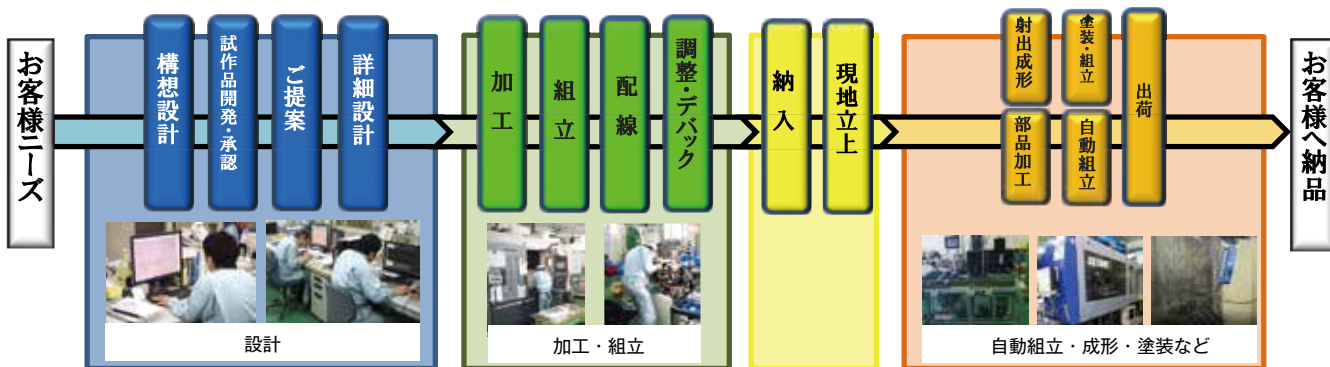 お客様ニーズ
構想設計
試作品開発・承認
ご提案
詳細設計
設計
加工
組立
配線
調整・デバック
加工・組立
納入
現地立上
射出成形
塗装・組立
部品加工
自動組立
出荷
自動組立・成形・塗装など
お客様へ納品